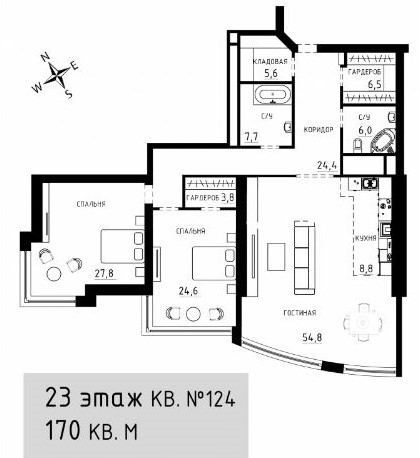 N
E
W
S
КЛАДОВАЯ
5,6
ГАРДЕРОБ
6,5
С/У
7,7
С/У
6,0
КОРИДОР
24,4
ГАРДЕРОБ 3,8
СПАЛЬНЯ
27,8
СПАЛЬНЯ
24,6
КУХНЯ
8,8
ГОСТИНАЯ
54,8
23 этаж КВ. №124
170 КВ. М